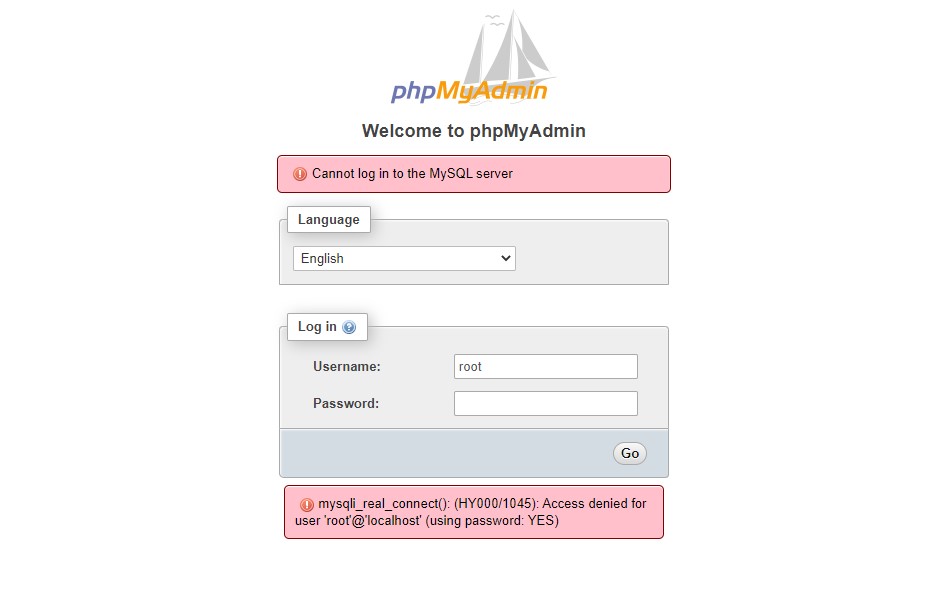 phpMyAdmin
Welcome to phpMyAdmin
Cannot log in to the MySQL server
Language
English
Log in
Username:
root
Password:
Go
mysqli_real_connect(): (HY000/1045): Access denied for
user 'root'@'localhost' (using password: YES)